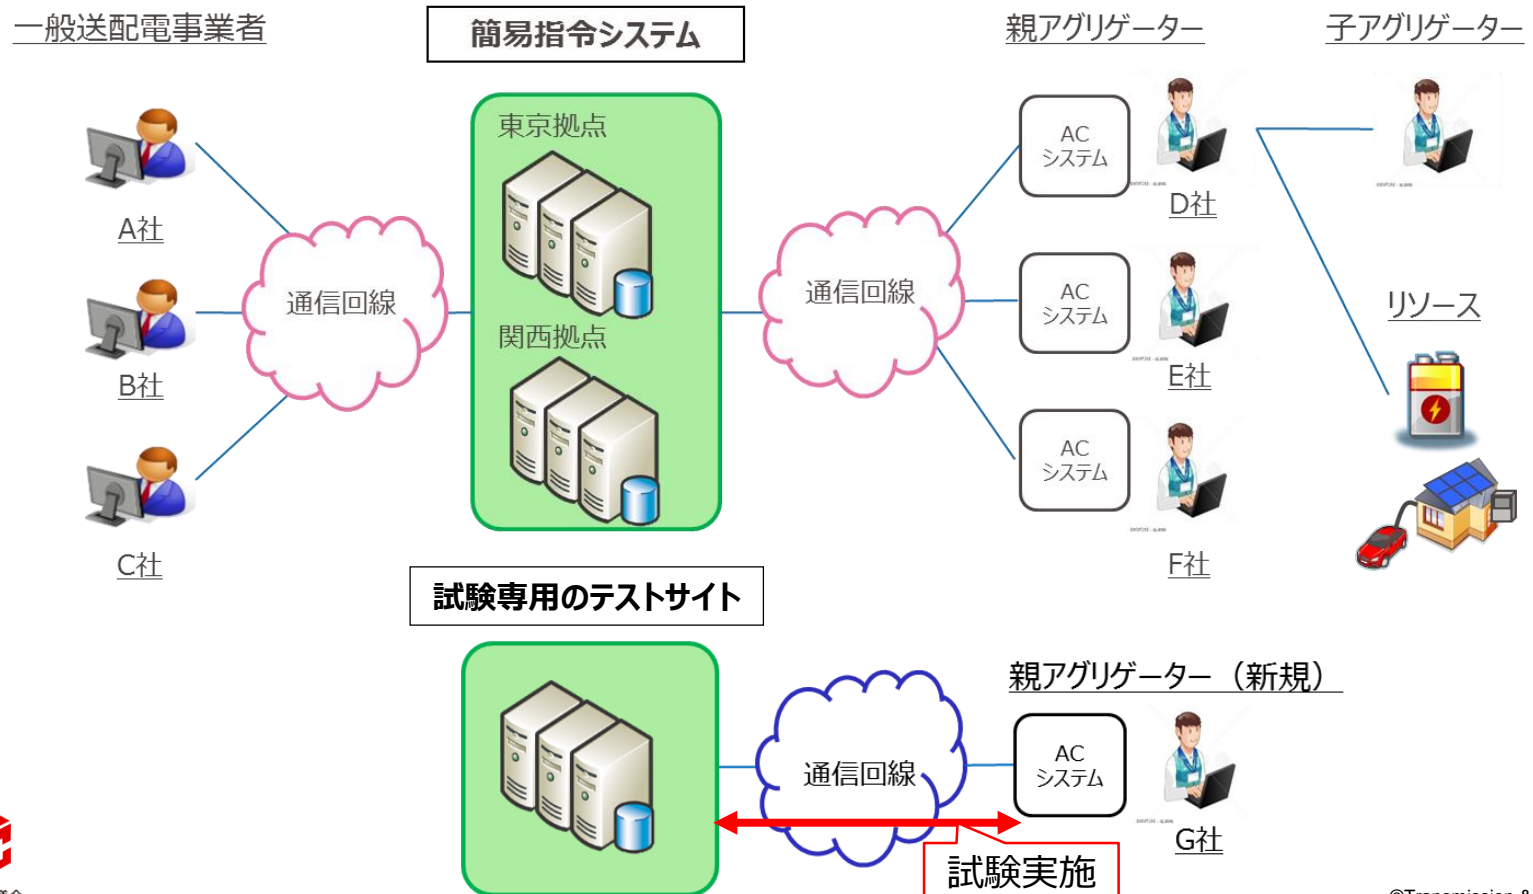 一般送配電事業者
簡易指令システム
親アグリゲーター
子アグリゲーター
東京拠点
関西拠点
A社
B社
C社
通信回線
通信回線
AC
システム
D社
AC
システム
E社
AC
システム
F社
リソース
試験専用のテストサイト
通信回線
親アグリゲーター（新規）
AC
システム
G社
試験実施
©Transmission &